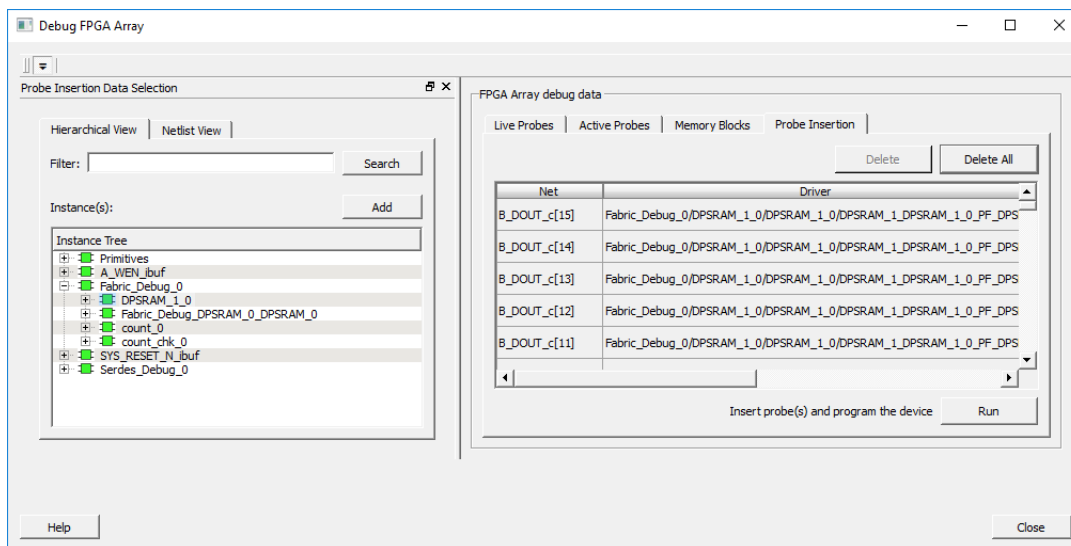 Debug FPGA Array
Probe Insertion Data Selection
Hierarchical View
Netlist View
Filter:
Search
Instance(s):
Add
Instance Tree
Primitives
A_WEN_ibuf
Fabric_Debug_0
DPSRAM_1_0
Fabric_Debug_DPSRAM_0_DPSRAM_0
count_0
count_chk_0
SYS_RESET_N_ibuf
Serdes_Debug_0
FPGA Array debug data
Live Probes
Active Probes
Memory Blocks
Probe Insertion
Delete
Delete All
Net Driver
B_DOUT_c[15] Fabric_Debug_0/DPSRAM_1_0/DPSRAM_1_0/DPSRAM_1_DPSRAM_1_0_PF_DPS
B_DOUT_c[14] Fabric_Debug_0/DPSRAM_1_0/DPSRAM_1_0/DPSRAM_1_DPSRAM_1_0_PF_DPS
B_DOUT_c[13] Fabric_Debug_0/DPSRAM_1_0/DPSRAM_1_0/DPSRAM_1_DPSRAM_1_0_PF_DPS
B_DOUT_c[12] Fabric_Debug_0/DPSRAM_1_0/DPSRAM_1_0/DPSRAM_1_DPSRAM_1_0_PF_DPS
B_DOUT_c[11] Fabric_Debug_0/DPSRAM_1_0/DPSRAM_1_0/DPSRAM_1_DPSRAM_1_0_PF_DPS
Insert probe(s) and program the device
Run
Help
Close